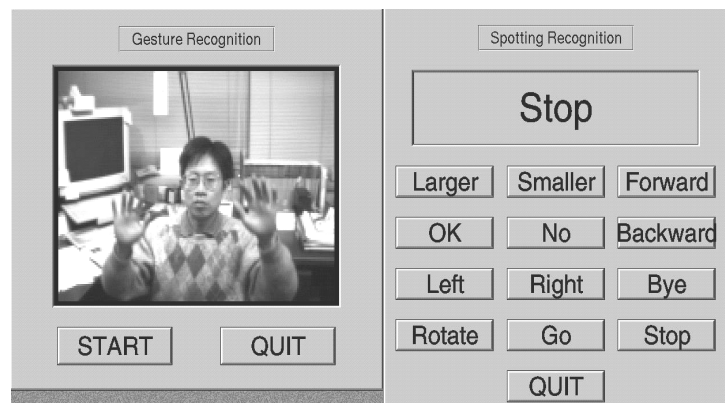 Gesture Recognition
START
QUIT
Spotting Recognition
Stop
Larger
Smaller
Forward
OK
No
Backward
Left
Right
Bye
Rotate
Go
Stop
QUIT